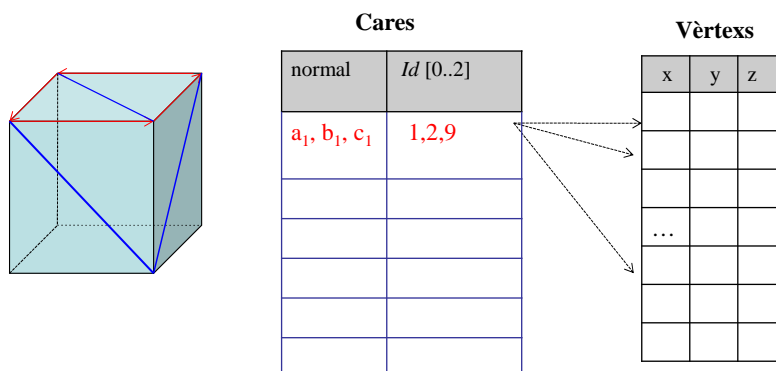 Cares
normal Id [0..2]
a₁, b₁, c₁ 1,2,9
Vèrtexs
x y z
…